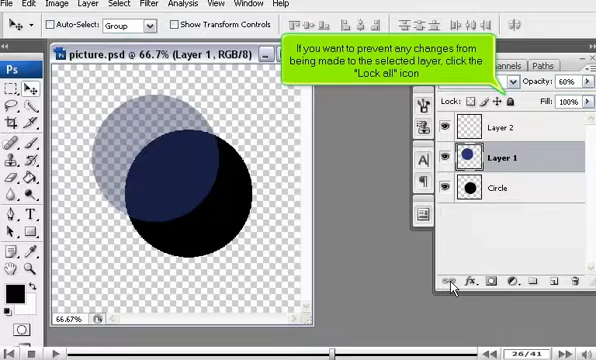 File Edit Image Layer Select Filter Analysis View Window Help
Auto-Select: Group Show Transform Controls
picture.psd @ 66.7% (Layer 1, RGB/8)
If you want to prevent any changes from
being made to the selected layer, click the
"Lock all" icon
Ps
Paths
Opacity: 60%
Lock: Fill: 100%
Layer 2
Layer 1
Circle
66.67%
26/41